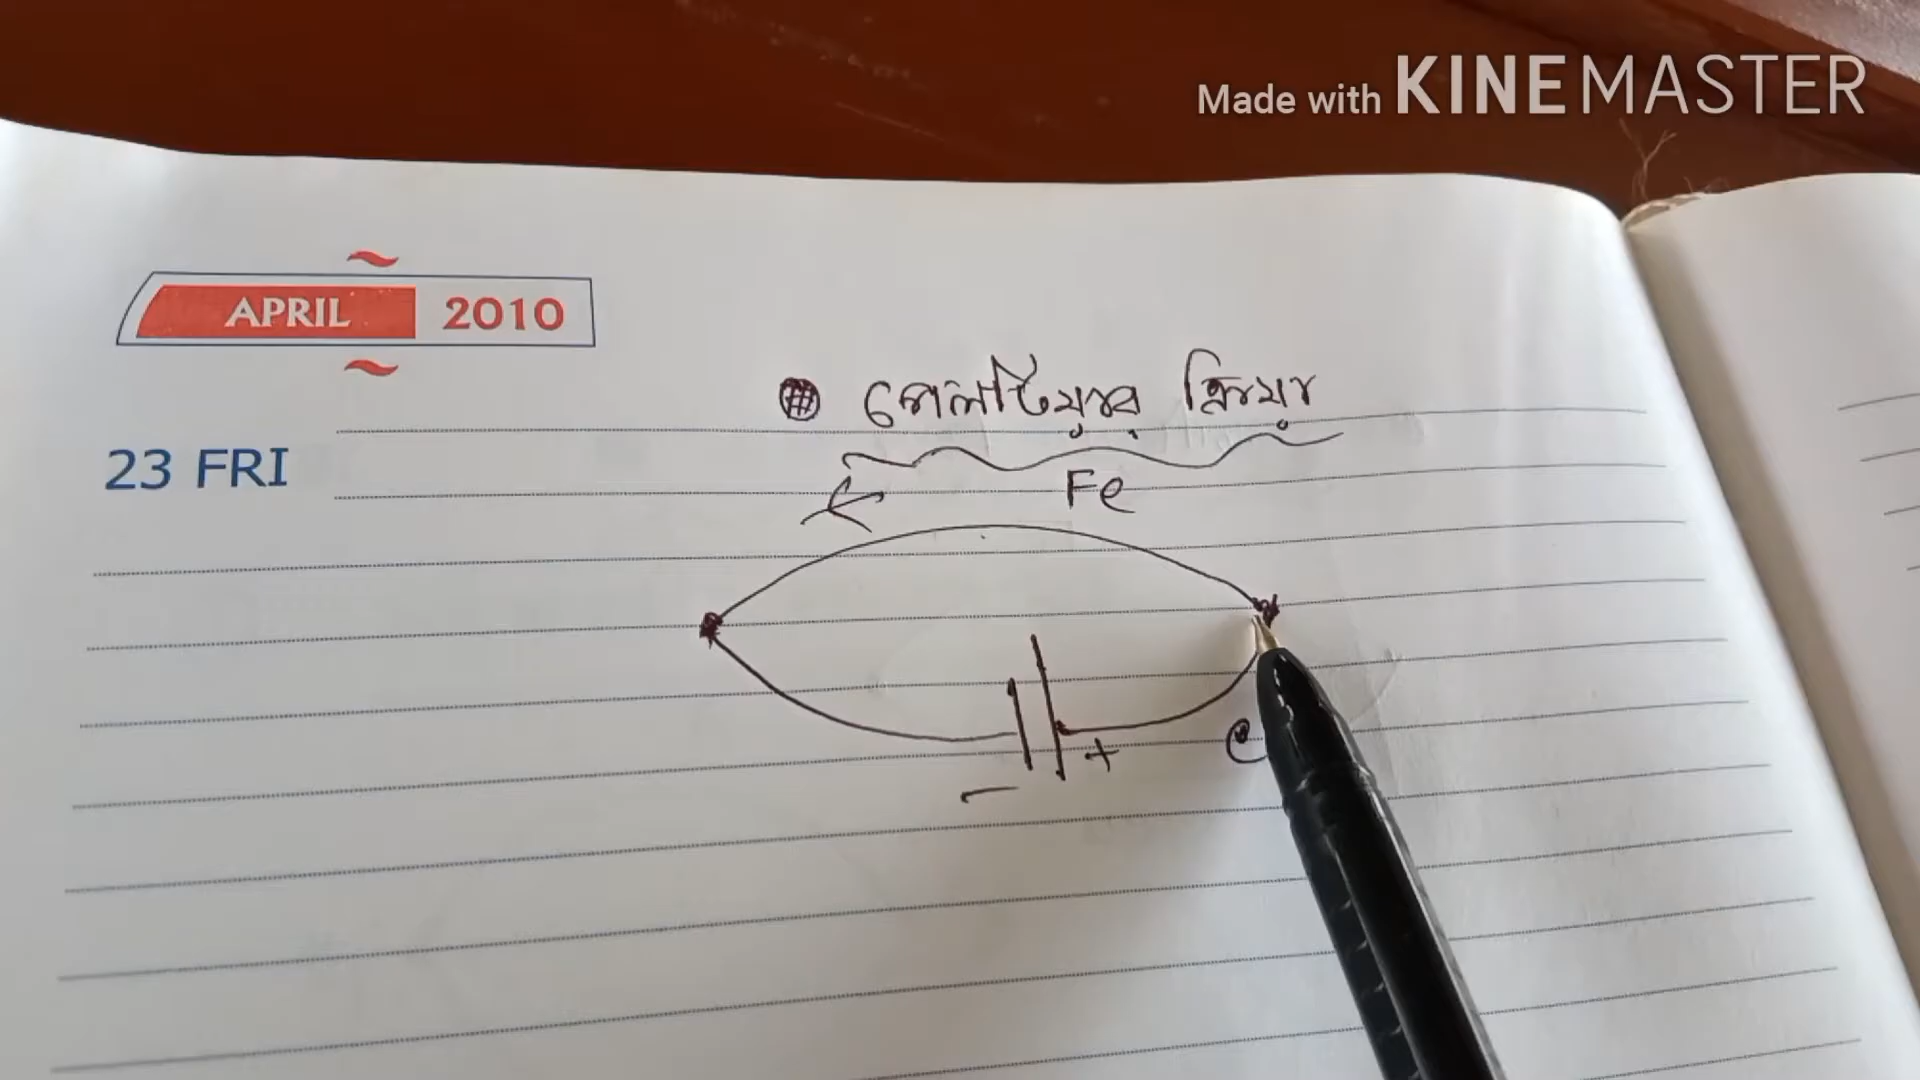 Made with KINEMASTER
APRIL 2010
পেলটিয়ার ক্রিয়া
23 FRI
Fe
+
-